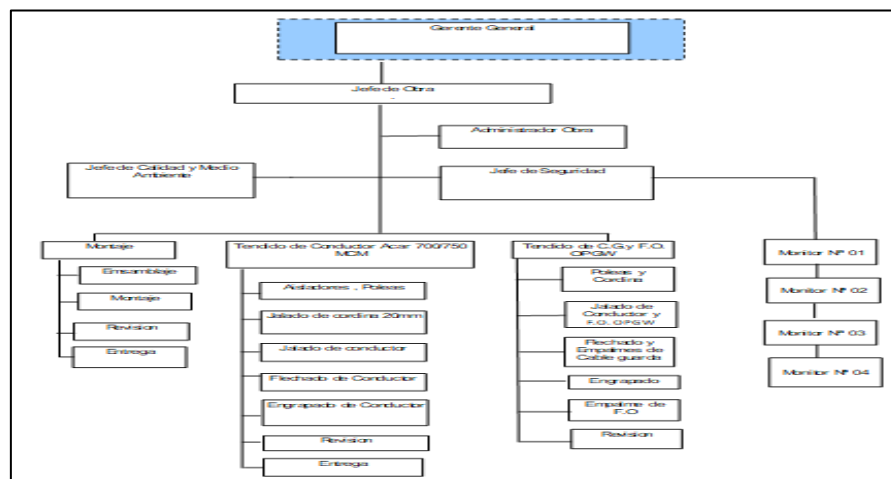 Gerente General
Jefe de Obra
-
Administrador Obra
Jefe de Calidad y Medio
Ambiente
Jefe de Seguridad
Montaje
Emsamblaje
Montaje
Revision
Entrega
Tendido de Conductor Acar 700/750
MCM
Aisladores , Poleas
Jalado de cordina 20mm
Jalado de conductor
Flechado de Conductor
Engrapado de Conductor
Revision
Entrega
Tendido de C.G.y F.O.
OPGW
Poleas y
Cordina
Jalado de
Conductor y
F.O. OPGW
Flechado y
Empalmes de
Cable guarda
Engrapado
Empalme de
F.O
Revision
Monitor Nº 01
Monitor Nº 02
Monitor Nº 03
Monitor Nº 04